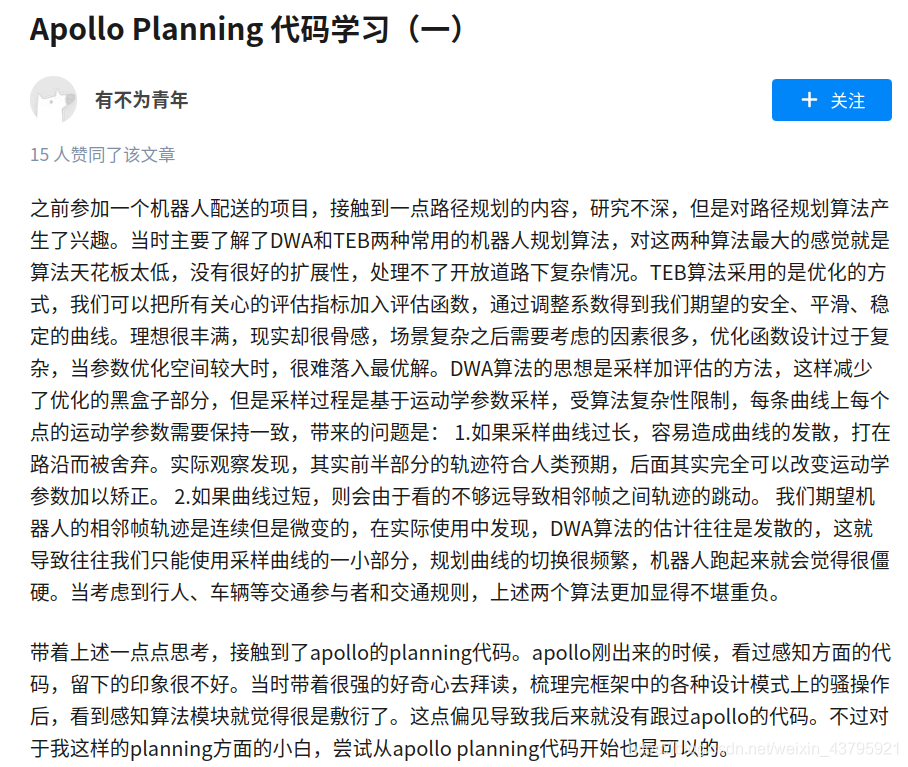 Apollo Planning 代码学习（一）
有不为青年
+ 关注
15 人赞同了该文章
之前参加一个机器人配送的项目，接触到一点路径规划的内容，研究不深，但是对路径规划算法产
生了兴趣。当时主要了解了DWA和TEB两种常用的机器人规划算法，对这两种算法最大的感觉就是
算法天花板太低，没有很好的扩展性，处理不了开放道路下复杂情况。TEB算法采用的是优化的方
式，我们可以把所有关心的评估指标加入评估函数，通过调整系数得到我们期望的安全、平滑、稳
定的曲线。理想很丰满，现实却很骨感，场景复杂之后需要考虑的因素很多，优化函数设计过于复
杂，当参数优化空间较大时，很难落入最优解。DWA算法的思想是采样加评估的方法，这样减少
了优化的黑盒子部分，但是采样过程是基于运动学参数采样，受算法复杂性限制，每条曲线上每个
点的运动学参数需要保持一致，带来的问题是： 1.如果采样曲线过长，容易造成曲线的发散，打在
路沿而被舍弃。实际观察发现，其实前半部分的轨迹符合人类预期，后面其实完全可以改变运动学
参数加以矫正。 2.如果曲线过短，则会由于看的不够远导致相邻帧之间轨迹的跳动。 我们期望机
器人的相邻帧轨迹是连续但是微变的，在实际使用中发现，DWA算法的估计往往是发散的，这就
导致往往我们只能使用采样曲线的一小部分，规划曲线的切换很频繁，机器人跑起来就会觉得很僵
硬。当考虑到行人、车辆等交通参与者和交通规则，上述两个算法更加显得不堪重负。
带着上述一点点思考，接触到了apollo的planning代码。apollo刚出来的时候，看过感知方面的代
码，留下的印象很不好。当时带着很强的好奇心去拜读，梳理完框架中的各种设计模式上的骚操作
后，看到感知算法模块就觉得很是敷衍了。这点偏见导致我后来就没有跟过apollo的代码。不过对
于我这样的planning方面的小白，尝试从apollo planning代码开始也是可以的。
csdn.net/weixin_43795921